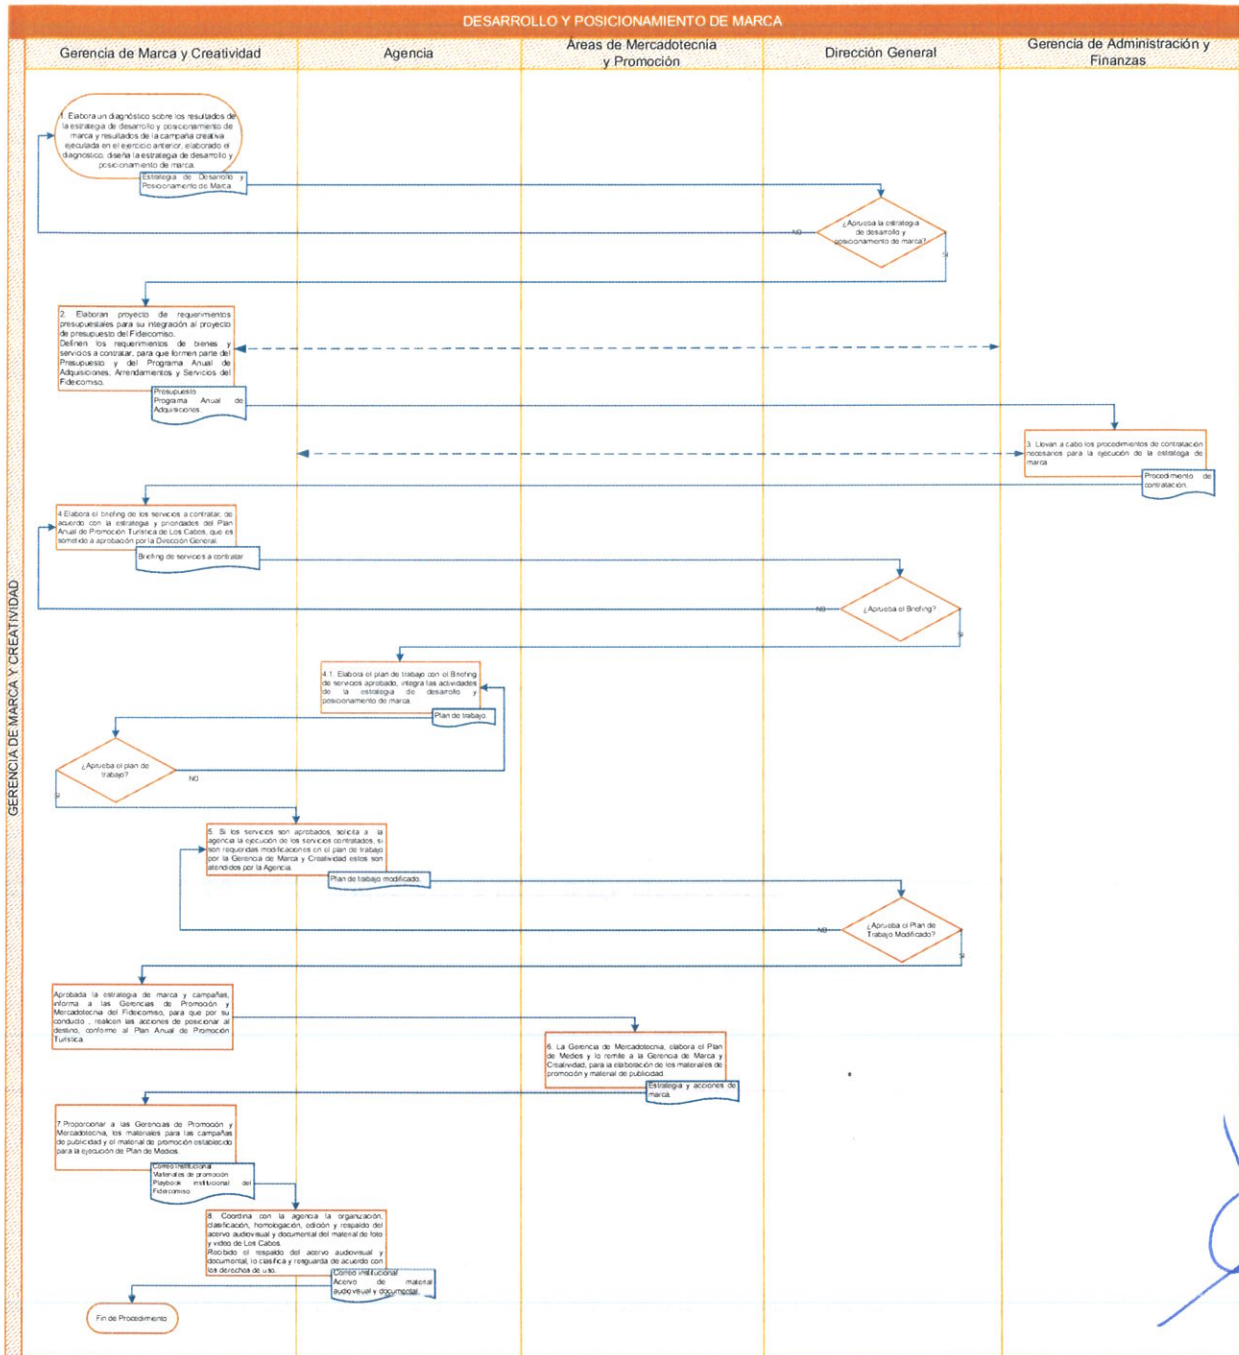 DESARROLLO Y POSICIONAMIENTO DE MARCA
Gerencia de Marca y Creatividad
Agencia
Áreas de Mercadotecnia
y Promoción
Dirección General
Gerencia de Administración y
Finanzas
GERENCIA DE MARCA Y CREATIVIDAD
1. Elabora un diagnóstico sobre los resultados de
la estrategia de desarrollo y posicionamiento de
marca y resultados de la campaña creativa
ejecutada en el ejercicio anterior, elaborado el
diagnóstico, diseña la estrategia de desarrollo y
posicionamiento de marca.
Estrategia de Desarrollo y
Posicionamiento de Marca.
¿Aprueba la estrategia
de desarrollo y
posicionamiento de marca?
NO
SI
2. Elaboran proyecto de requerimientos
presupuestales para su integración al proyecto
de presupuesto del Fideicomiso.
Definen los requerimientos de bienes y
servicios a contratar, para que formen parte del
Presupuesto y del Programa Anual de
Adquisiciones, Arrendamientos y Servicios del
Fideicomiso.
Presupuesto
Programa Anual de
Adquisiciones.
3. Llevan a cabo los procedimientos de contratación
necesarios para la ejecución de la estratega de
marca
Procedimiento de
contratación.
4 Elabora el briefing de los servicios a contratar, de
acuerdo con la estrategia y prioridades del Plan
Anual de Promoción Turística de Los Cabos, que es
sometido a aprobación por la Dirección General.
Briefing de servicios a contratar
¿Aprueba el Briefing?
NO
SI
4.1. Elabora el plan de trabajo con el Briefing
de servicios aprobado, integra las actividades
de la estrategia de desarrollo y
posicionamiento de marca.
Plan de trabajo.
¿Aprueba el plan de
trabajo?
NO
SI
5. Si los servicios son aprobados, solicita a la
agencia la ejecución de los servicios contratados, si
son requeridas modificaciones en el plan de trabajo
por la Gerencia de Marca y Creatividad estos son
atendidos por la Agencia.
Plan de trabajo modificado.
¿Aprueba el Plan de
Trabajo Modificado?
NO
SI
Aprobada la estrategia de marca y campañas,
informa a las Gerencias de Promoción y
Mercadotecnia del Fideicomiso, para que por su
conducto , realicen las acciones de posicionar al
destino, conforme al Plan Anual de Promoción
Turística.
6. La Gerencia de Mercadotecnia, elabora el Plan
de Medios y lo remite a la Gerencia de Marca y
Creatividad, para la elaboración de los materiales de
promoción y material de publicidad.
Estrategia y acciones de
marca.
7 Proporcionar a las Gerencias de Promoción y
Mercadotecnia, los materiales para las campañas
de publicidad y el material de promoción establecido
para la ejecución de Plan de Medios.
Correo Institucional
Materiales de promoción
Playbook institucional del
Fideicomiso
8. Coordina con la agencia la organización,
clasificación, homologación, edición y respaldo del
acervo audiovisual y documental del material de foto
y video de Los Cabos.
Recibido el respaldo del acervo audiovisual y
documental, lo clasifica y resguarda de acuerdo con
los derechos de uso.
Correo institucional
Acervo de material
audiovisual y documental.
Fin de Procedimiento